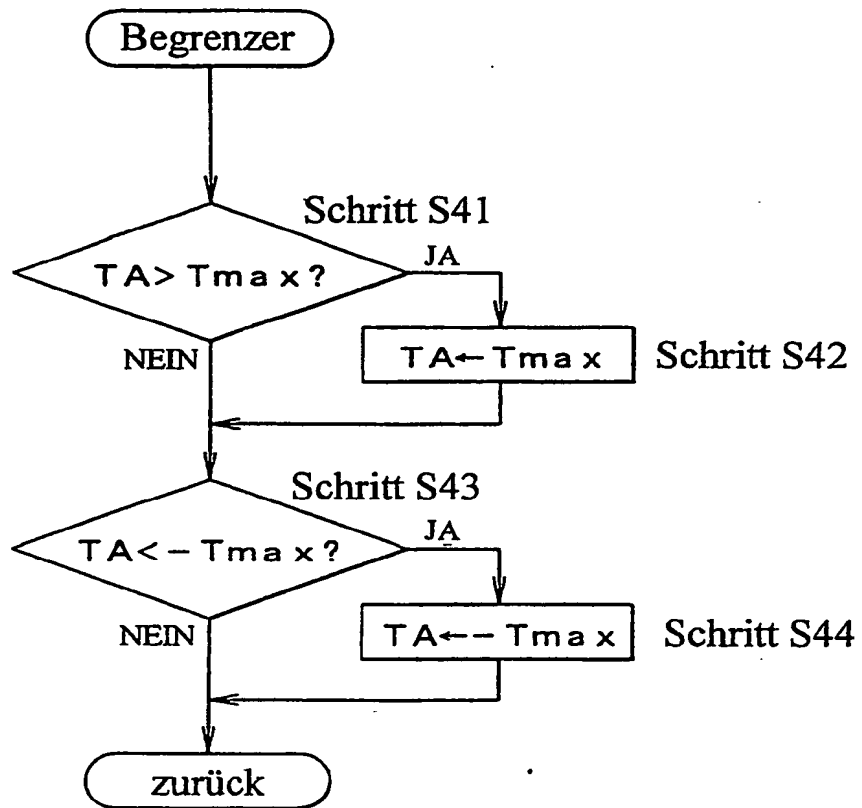 Begrenzer
Schritt S41
TA> Tmax?
JA
NEIN
TA← Tmax
Schritt S42
Schritt S43
TA<− Tmax?
JA
NEIN
TA←− Tmax
Schritt S44
zurück